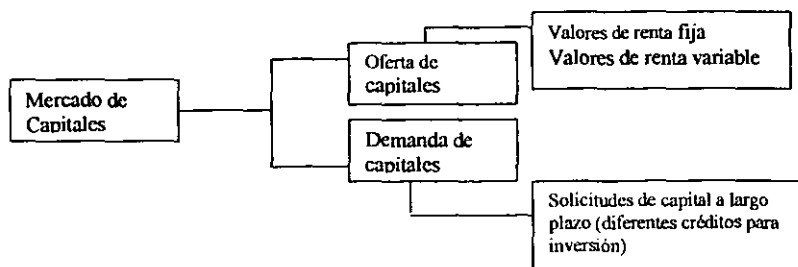 Mercado de
Capitales
Oferta de
capitales
Valores de renta fija
Valores de renta variable
Demanda de
capitales
Solicitudes de capital a largo
plazo (diferentes créditos para
inversión)